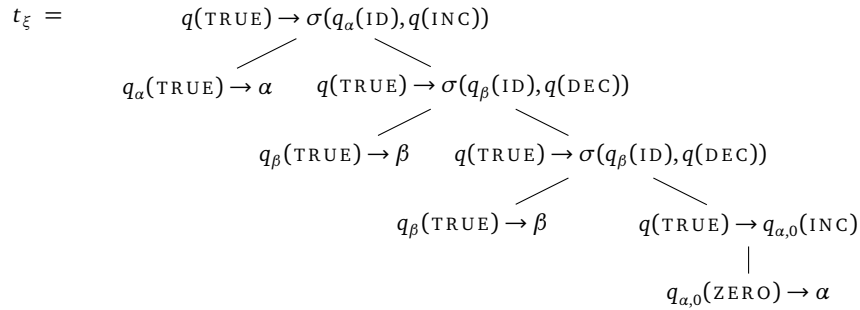 t_ξ = q(TRUE) → σ(q_α(ID), q(INC))
q_α(TRUE) → α q(TRUE) → σ(q_β(ID), q(DEC))
q_β(TRUE) → β q(TRUE) → σ(q_β(ID), q(DEC))
q_β(TRUE) → β q(TRUE) → q_{α,0}(INC)
q_{α,0}(ZERO) → α